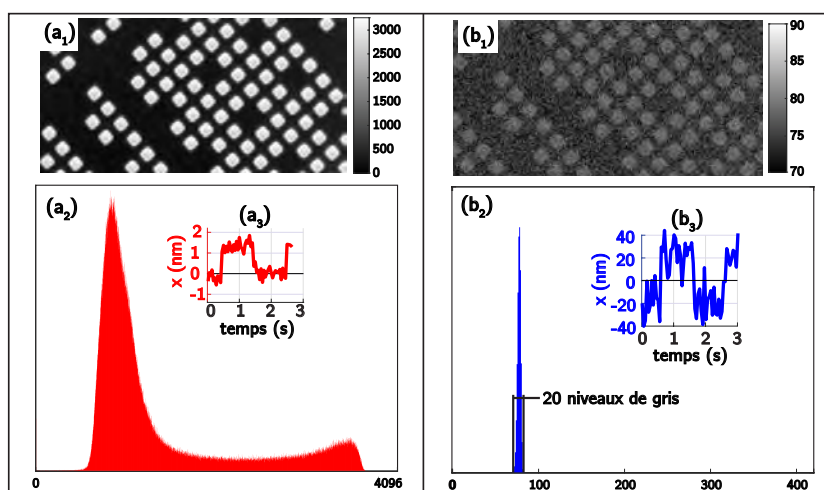 (a1)
3000
2500
2000
1500
1000
500
0
(b1)
90
85
80
75
70
(a2)
(a3)
2
1
0
-1
x (nm)
0 1 2 3
temps (s)
0 4096
(b2)
(b3)
40
20
0
-20
-40
x (nm)
0 1 2 3
temps (s)
20 niveaux de gris
0 100 200 300 400